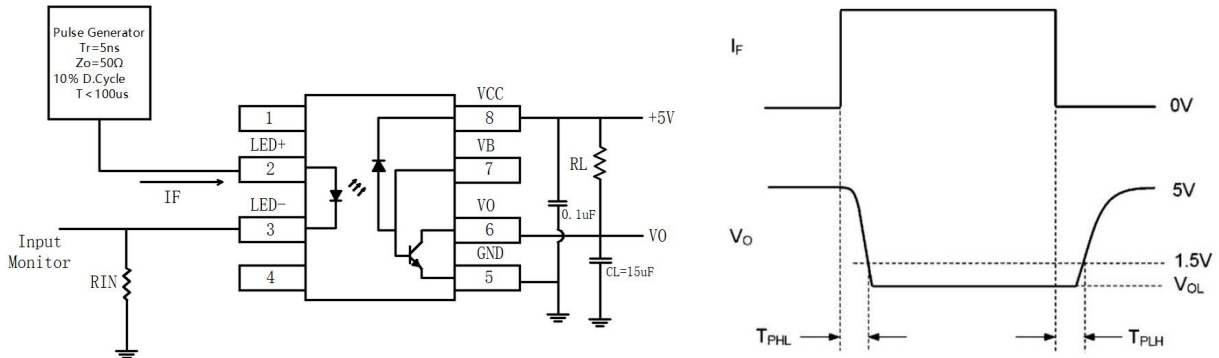 Pulse Generator
Tr=5ns
Zo=50Ω
10% D.Cycle
T<100us
1
LED+
2
IF
LED-
3
Input
Monitor
RIN
4
VCC
8
+5V
VB
7
RL
VO
6
0.1uF
VO
GND
5
CL=15uF
IF
0V
5V
VO
1.5V
VOL
TPHL
TPLH